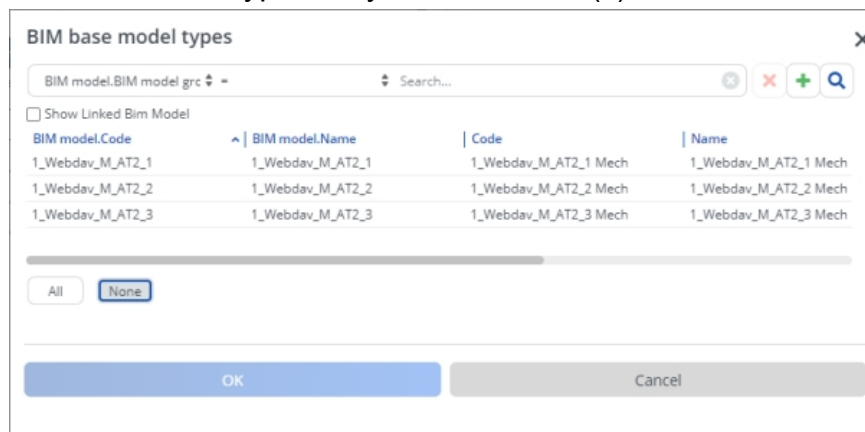 BIM base model types
BIM model.BIM model grc = Search...
Show Linked Bim Model
BIM model.Code BIM model.Name Code Name
1_Webdav_M_AT2_1 1_Webdav_M_AT2_1 1_Webdav_M_AT2_1 Mech 1_Webdav_M_AT2_1 Mech
1_Webdav_M_AT2_2 1_Webdav_M_AT2_2 1_Webdav_M_AT2_2 Mech 1_Webdav_M_AT2_2 Mech
1_Webdav_M_AT2_3 1_Webdav_M_AT2_3 1_Webdav_M_AT2_3 Mech 1_Webdav_M_AT2_3 Mech
All None
OK Cancel